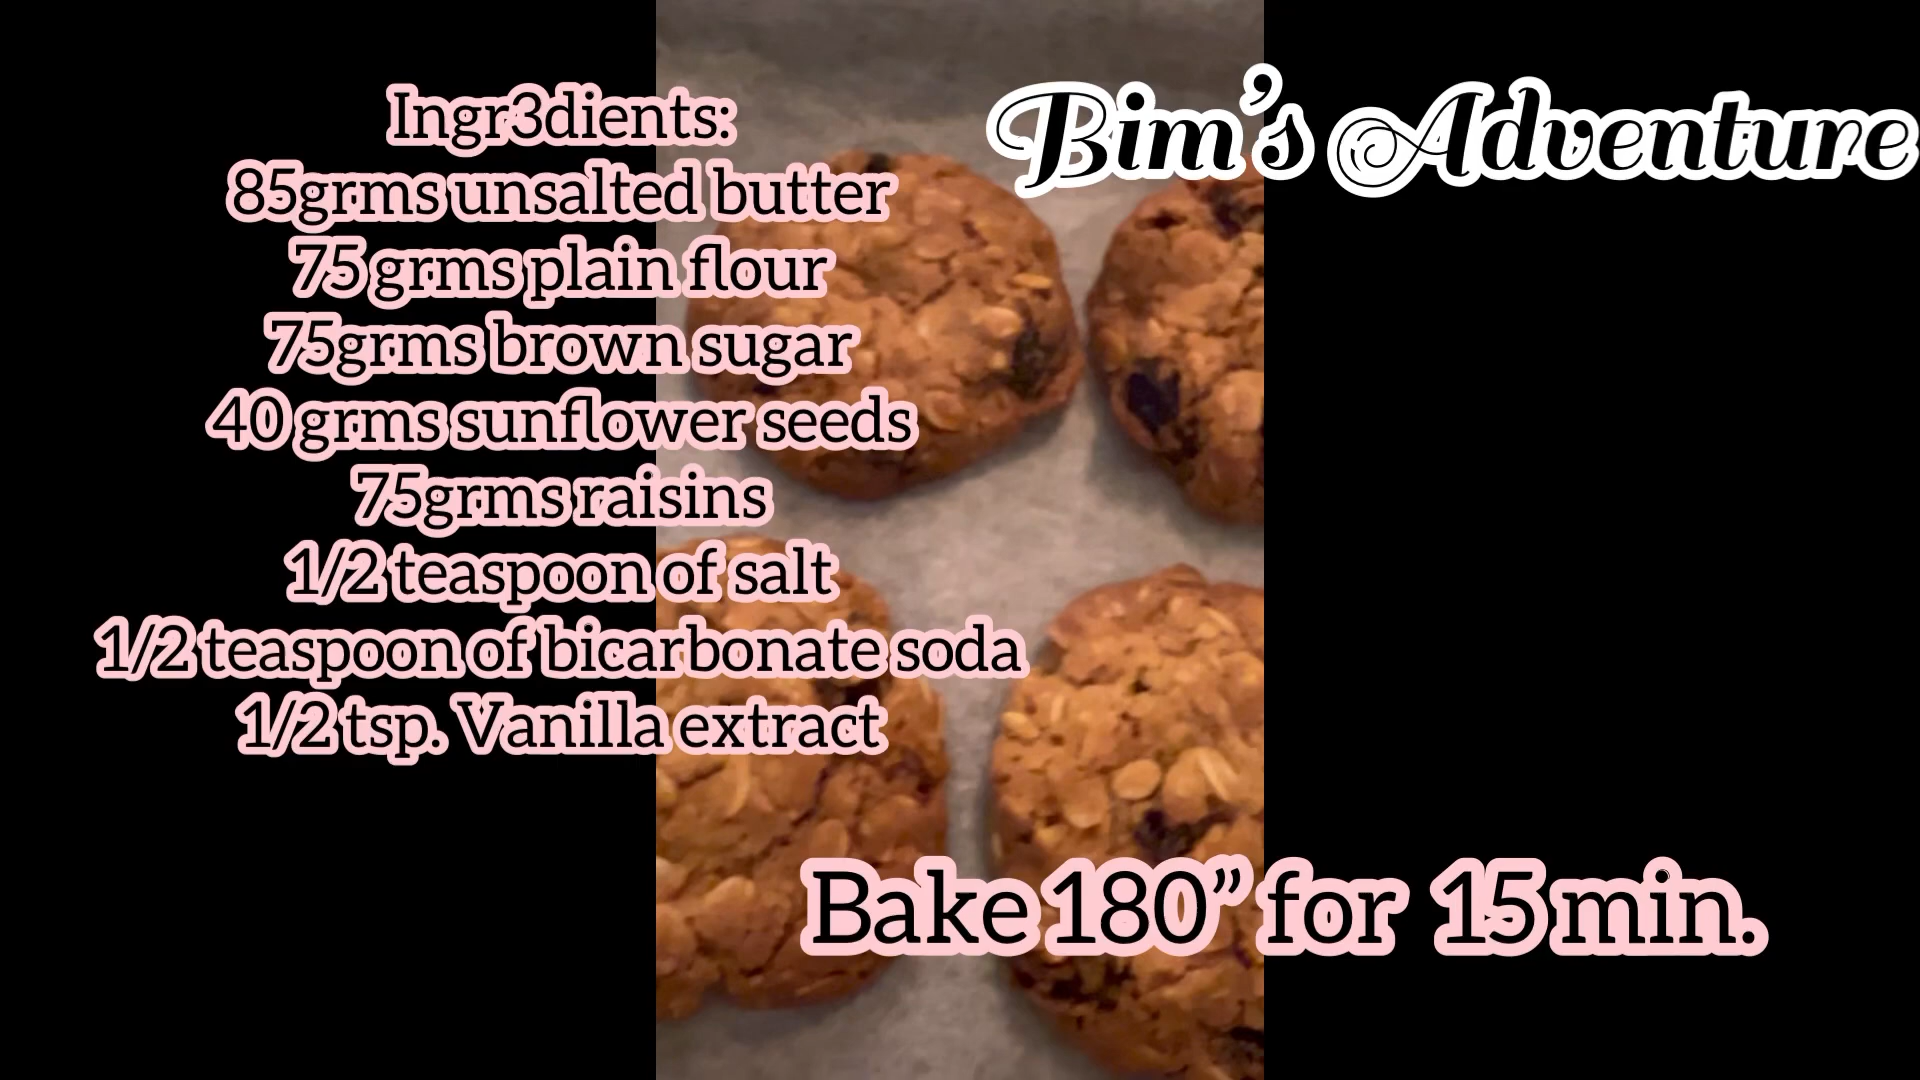 Bim's Adventure
Ingr3dients:
85grms unsalted butter
75 grms plain flour
75grms brown sugar
40 grms sunflower seeds
75grms raisins
1/2 teaspoon of salt
1/2 teaspoon of bicarbonate soda
1/2 tsp. Vanilla extract
Bake 180” for 15 min.